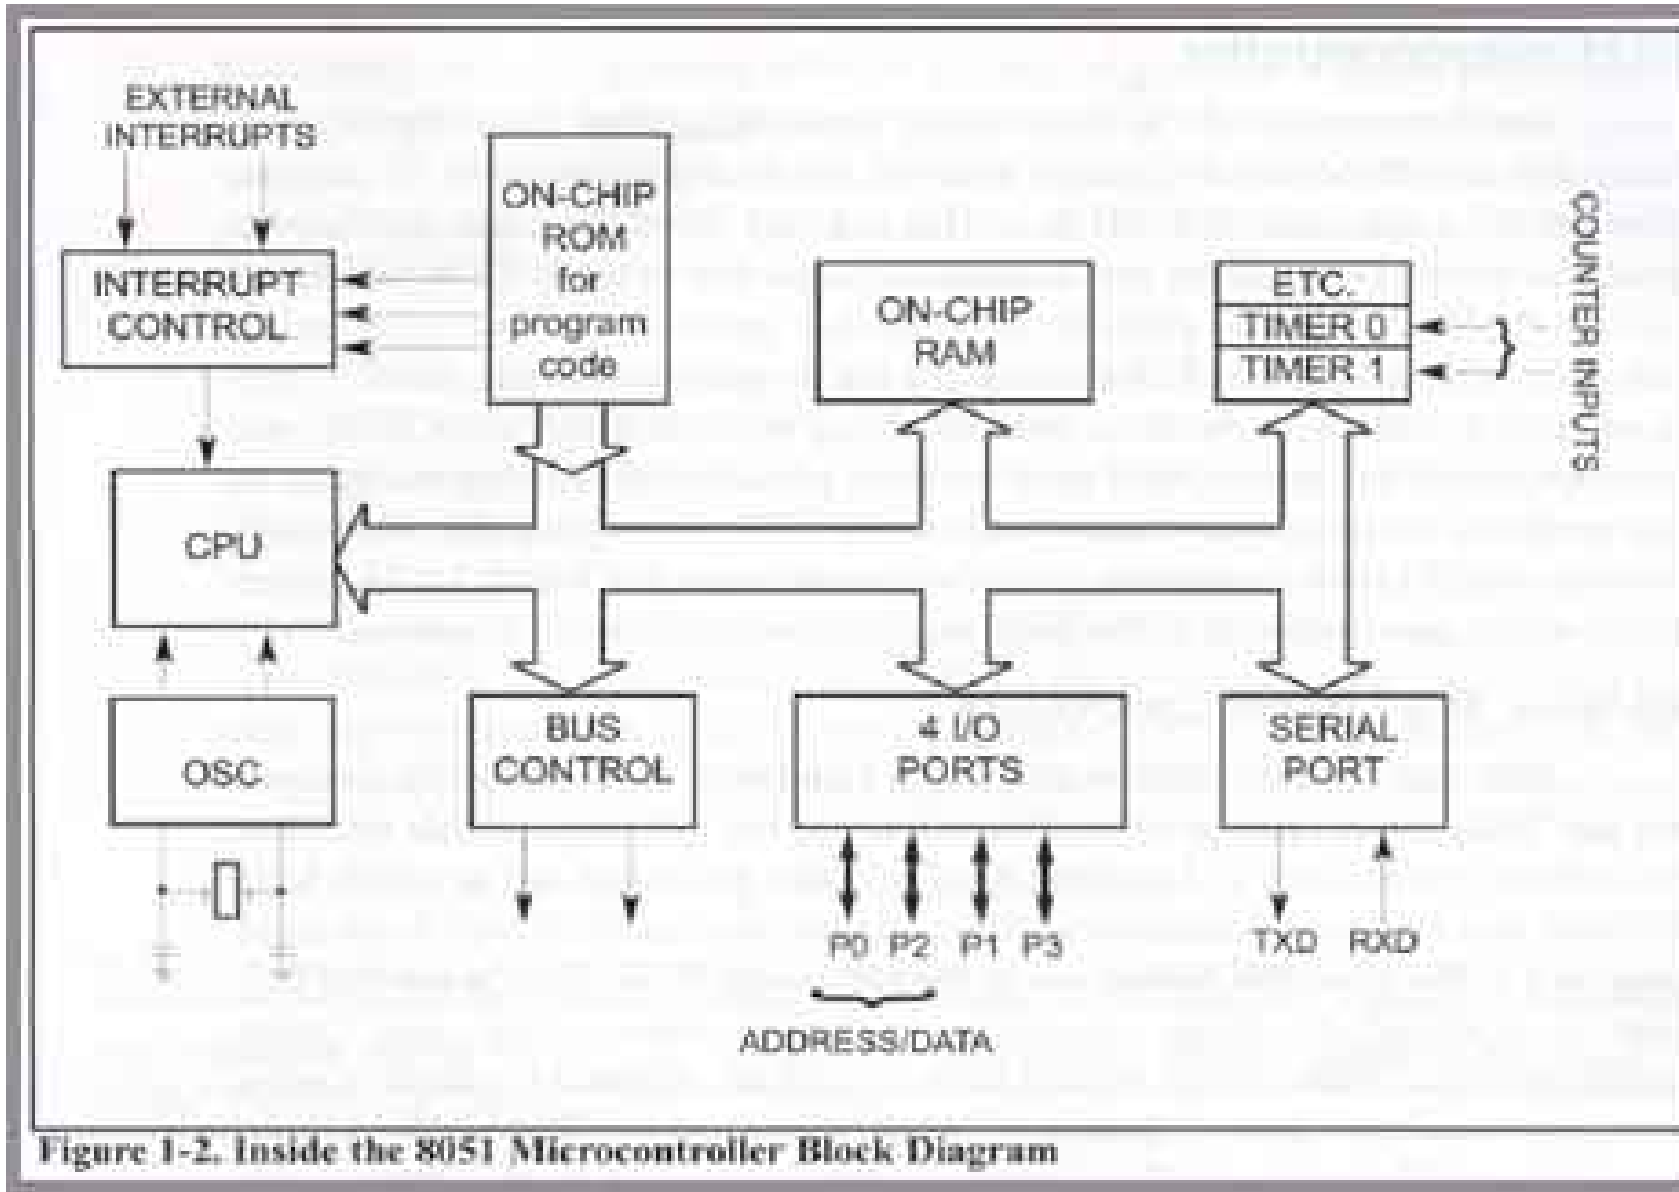 EXTERNAL
INTERRUPTS
INTERRUPT
CONTROL
ON-CHIP
ROM
for
program
code
ON-CHIP
RAM
ETC.
TIMER 0
TIMER 1
COUNTER INPUTS
CPU
OSC
BUS
CONTROL
4 I/O
PORTS
SERIAL
PORT
P0 P2 P1 P3
TXD RXD
ADDRESS/DATA
Figure 1-2. Inside the 8051 Microcontroller Block Diagram